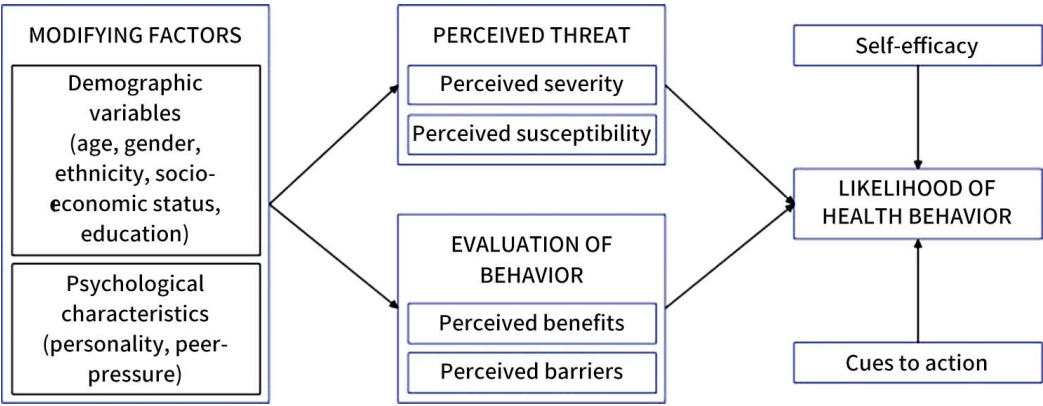 MODIFYING FACTORS
Demographic
variables
(age, gender,
ethnicity, socio-
economic status,
education)
Psychological
characteristics
(personality, peer-
pressure)
PERCEIVED THREAT
Perceived severity
Perceived susceptibility
EVALUATION OF
BEHAVIOR
Perceived benefits
Perceived barriers
Self-efficacy
LIKELIHOOD OF
HEALTH BEHAVIOR
Cues to action